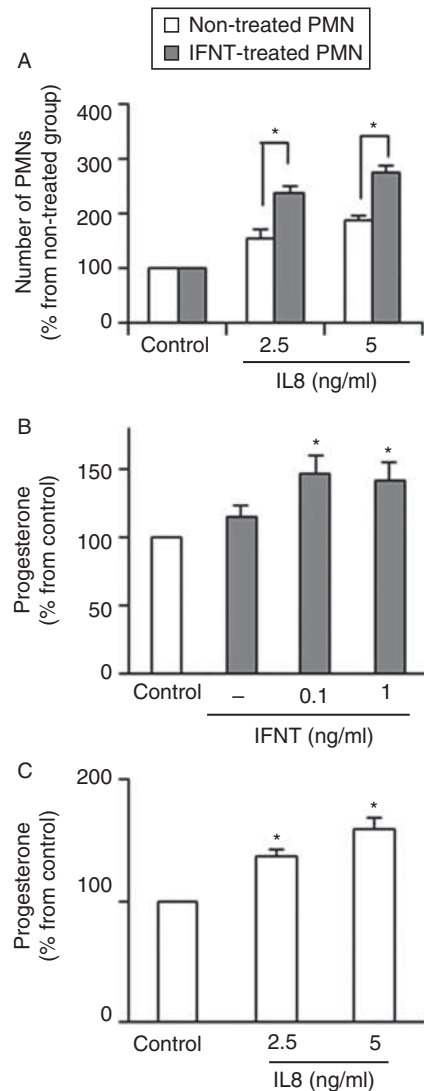 Non-treated PMN
IFNT-treated PMN
A
Number of PMNs
(% from non-treated group)
400
300
200
100
0
*
*
Control
2.5
5
IL8 (ng/ml)
B
Progesterone
(% from control)
150
100
50
0
*
*
Control
–
0.1
1
IFNT (ng/ml)
C
Progesterone
(% from control)
200
100
0
*
*
Control
2.5
5
IL8 (ng/ml)